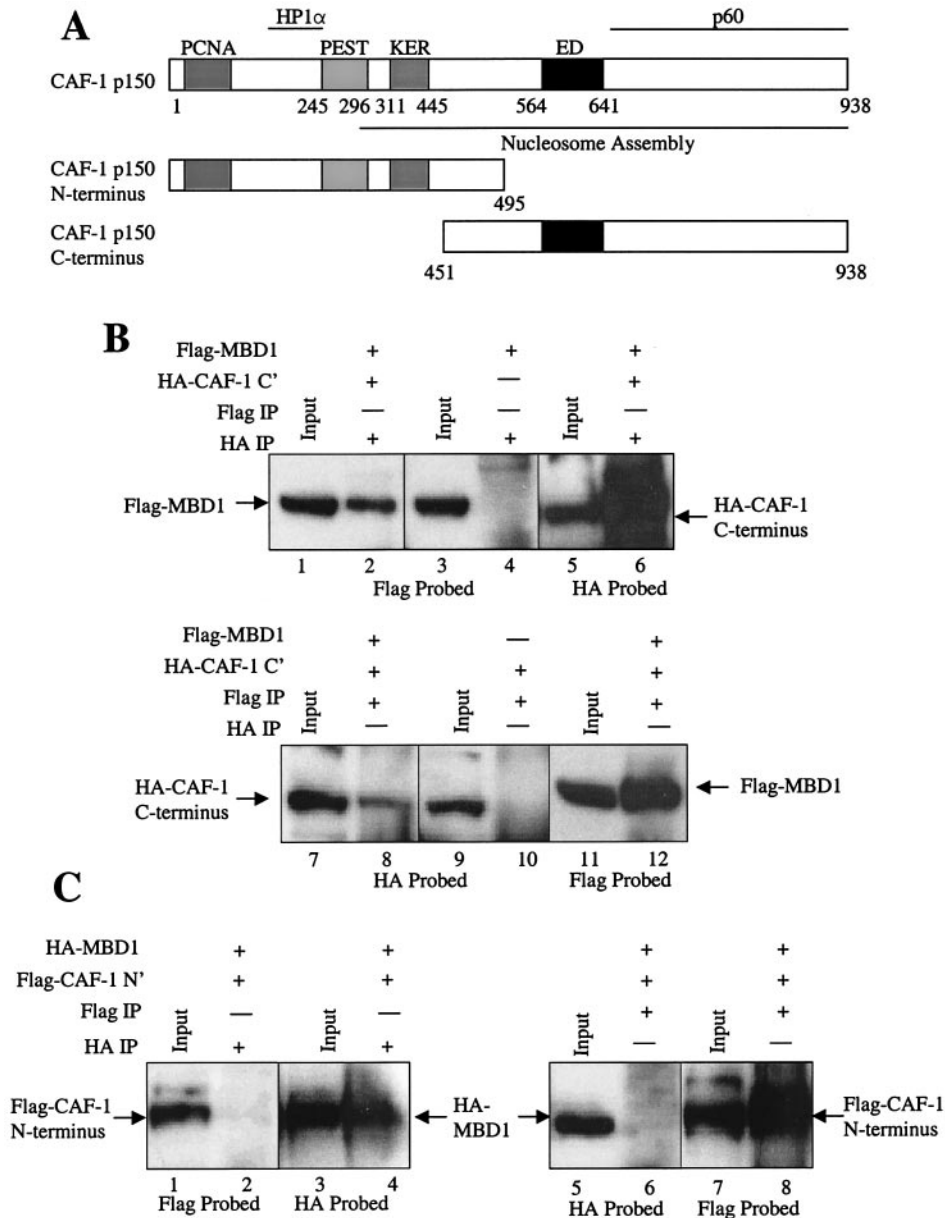 A
HP1α
p60
PCNA PEST KER ED
CAF-1 p150
1 245 296 311 445 564 641 938
Nucleosome Assembly
CAF-1 p150
N-terminus
495
CAF-1 p150
C-terminus
451 938
B
Flag-MBD1 + + +
HA-CAF-1 C' + — +
Flag IP — — —
HA IP + + +
Input Input Input
Flag-MBD1
HA-CAF-1
C-terminus
1 2 3 4 5 6
Flag Probed HA Probed
Flag-MBD1 + — +
HA-CAF-1 C' + + +
Flag IP + + +
HA IP — — —
Input Input Input
HA-CAF-1
C-terminus
Flag-MBD1
7 8 9 10 11 12
HA Probed Flag Probed
C
HA-MBD1 + + + +
Flag-CAF-1 N' + + + +
Flag IP — — + +
HA IP + + — —
Input Input Input Input
Flag-CAF-1
N-terminus
HA-
MBD1
Flag-CAF-1
N-terminus
1 2 3 4 5 6 7 8
Flag Probed HA Probed HA Probed Flag Probed